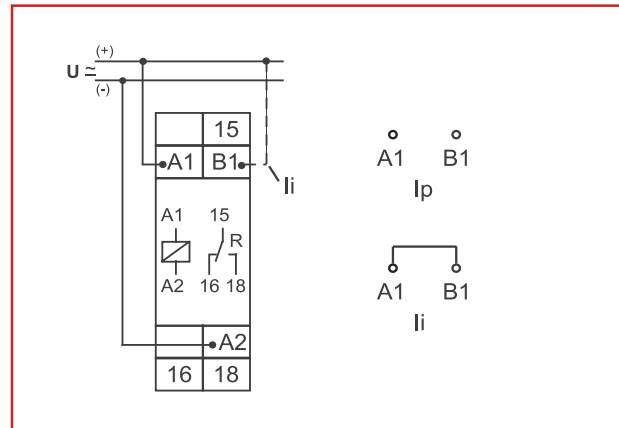 (+)
U ≂
(-)
15
A1 B1
Ii
A1 15
R
A2 16 18
A2
16 18
A1 B1
Ip
A1 B1
Ii